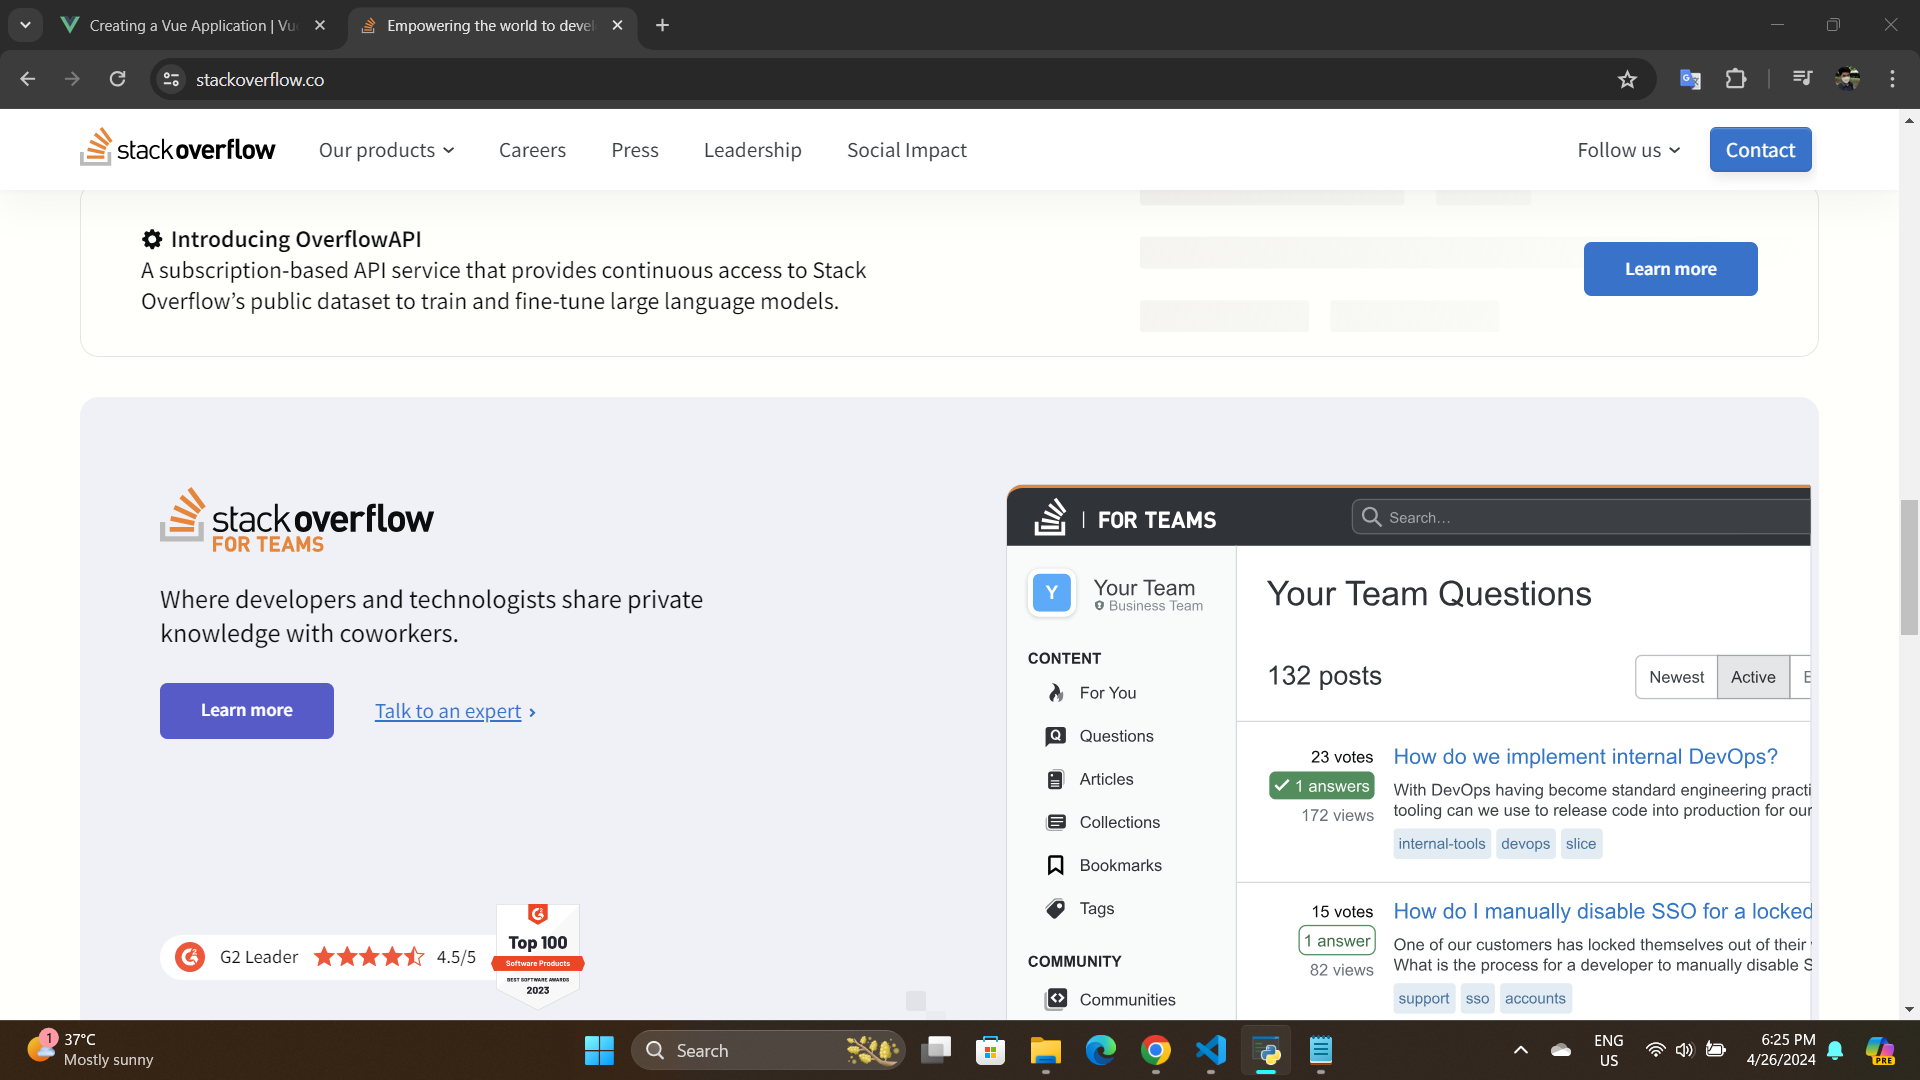 Creating a Vue Application | Vu
Empowering the world to devel
stackoverflow.co
stackoverflow
Our products
Careers
Press
Leadership
Social Impact
Follow us
Contact
Introducing OverflowAPI
A subscription-based API service that provides continuous access to Stack
Overflow's public dataset to train and fine-tune large language models.
Learn more
stackoverflow
FOR TEAMS
Where developers and technologists share private
knowledge with coworkers.
Learn more
Talk to an expert ›
G2 Leader
4.5/5
Top 100
Software Products
BEST SOFTWARE AWARDS
2023
FOR TEAMS
Search...
Y
Your Team
Business Team
CONTENT
For You
Questions
Articles
Collections
Bookmarks
Tags
COMMUNITY
Communities
Your Team Questions
132 posts
Newest
Active
23 votes
1 answers
172 views
How do we implement internal DevOps?
With DevOps having become standard engineering practi
tooling can we use to release code into production for our
internal-tools
devops
slice
15 votes
1 answer
82 views
How do I manually disable SSO for a locked
One of our customers has locked themselves out of their
What is the process for a developer to manually disable S
support
sso
accounts
1
37°C
Mostly sunny
Search
ENG
US
6:25 PM
4/26/2024
PRE